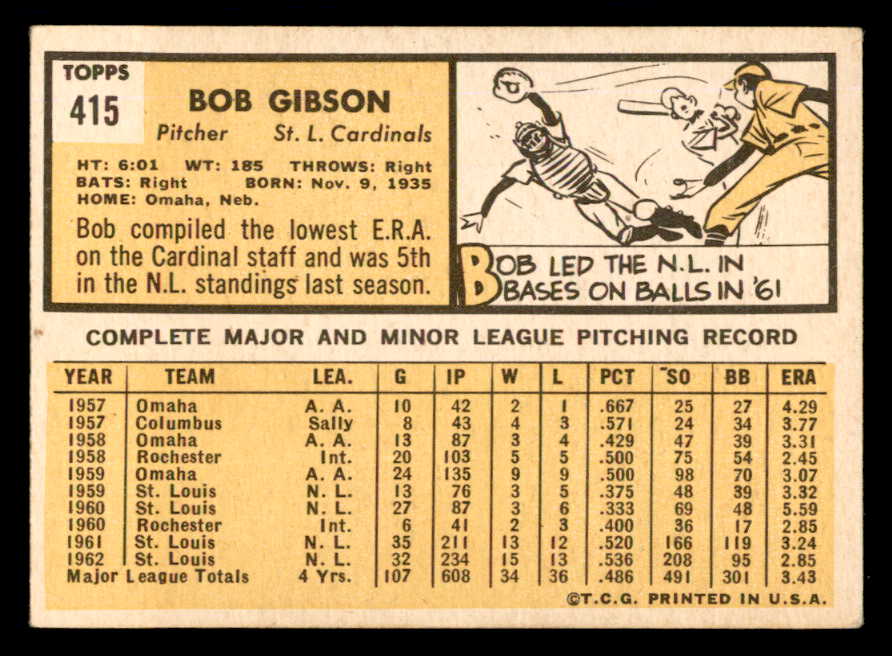 TOPPS
415
BOB GIBSON
Pitcher St. L. Cardinals
HT: 6:01 WT: 185 THROWS: Right
BATS: Right BORN: Nov. 9, 1935
HOME: Omaha, Neb.
Bob compiled the lowest E.R.A.
on the Cardinal staff and was 5th
in the N.L. standings last season.
BOB LED THE N.L. IN
BASES ON BALLS IN '61
COMPLETE MAJOR AND MINOR LEAGUE PITCHING RECORD
YEAR TEAM LEA. G IP W L PCT SO BB ERA
1957 Omaha A. A. 10 42 2 1 .667 25 27 4.29
1957 Columbus Sally 8 43 4 3 .571 24 34 3.77
1958 Omaha A. A. 13 87 3 4 .429 47 39 3.31
1958 Rochester Int. 20 103 5 5 .500 75 54 2.45
1959 Omaha A. A. 24 135 9 9 .500 98 70 3.07
1959 St. Louis N. L. 13 76 3 5 .375 48 39 3.32
1960 St. Louis N. L. 27 87 3 6 .333 69 48 5.59
1960 Rochester Int. 6 41 2 3 .400 36 17 2.85
1961 St. Louis N. L. 35 211 13 12 .520 166 119 3.24
1962 St. Louis N. L. 32 234 15 13 .536 208 95 2.85
Major League Totals 4 Yrs. 107 608 34 36 .486 491 301 3.43
©T.C.G. PRINTED IN U.S.A.